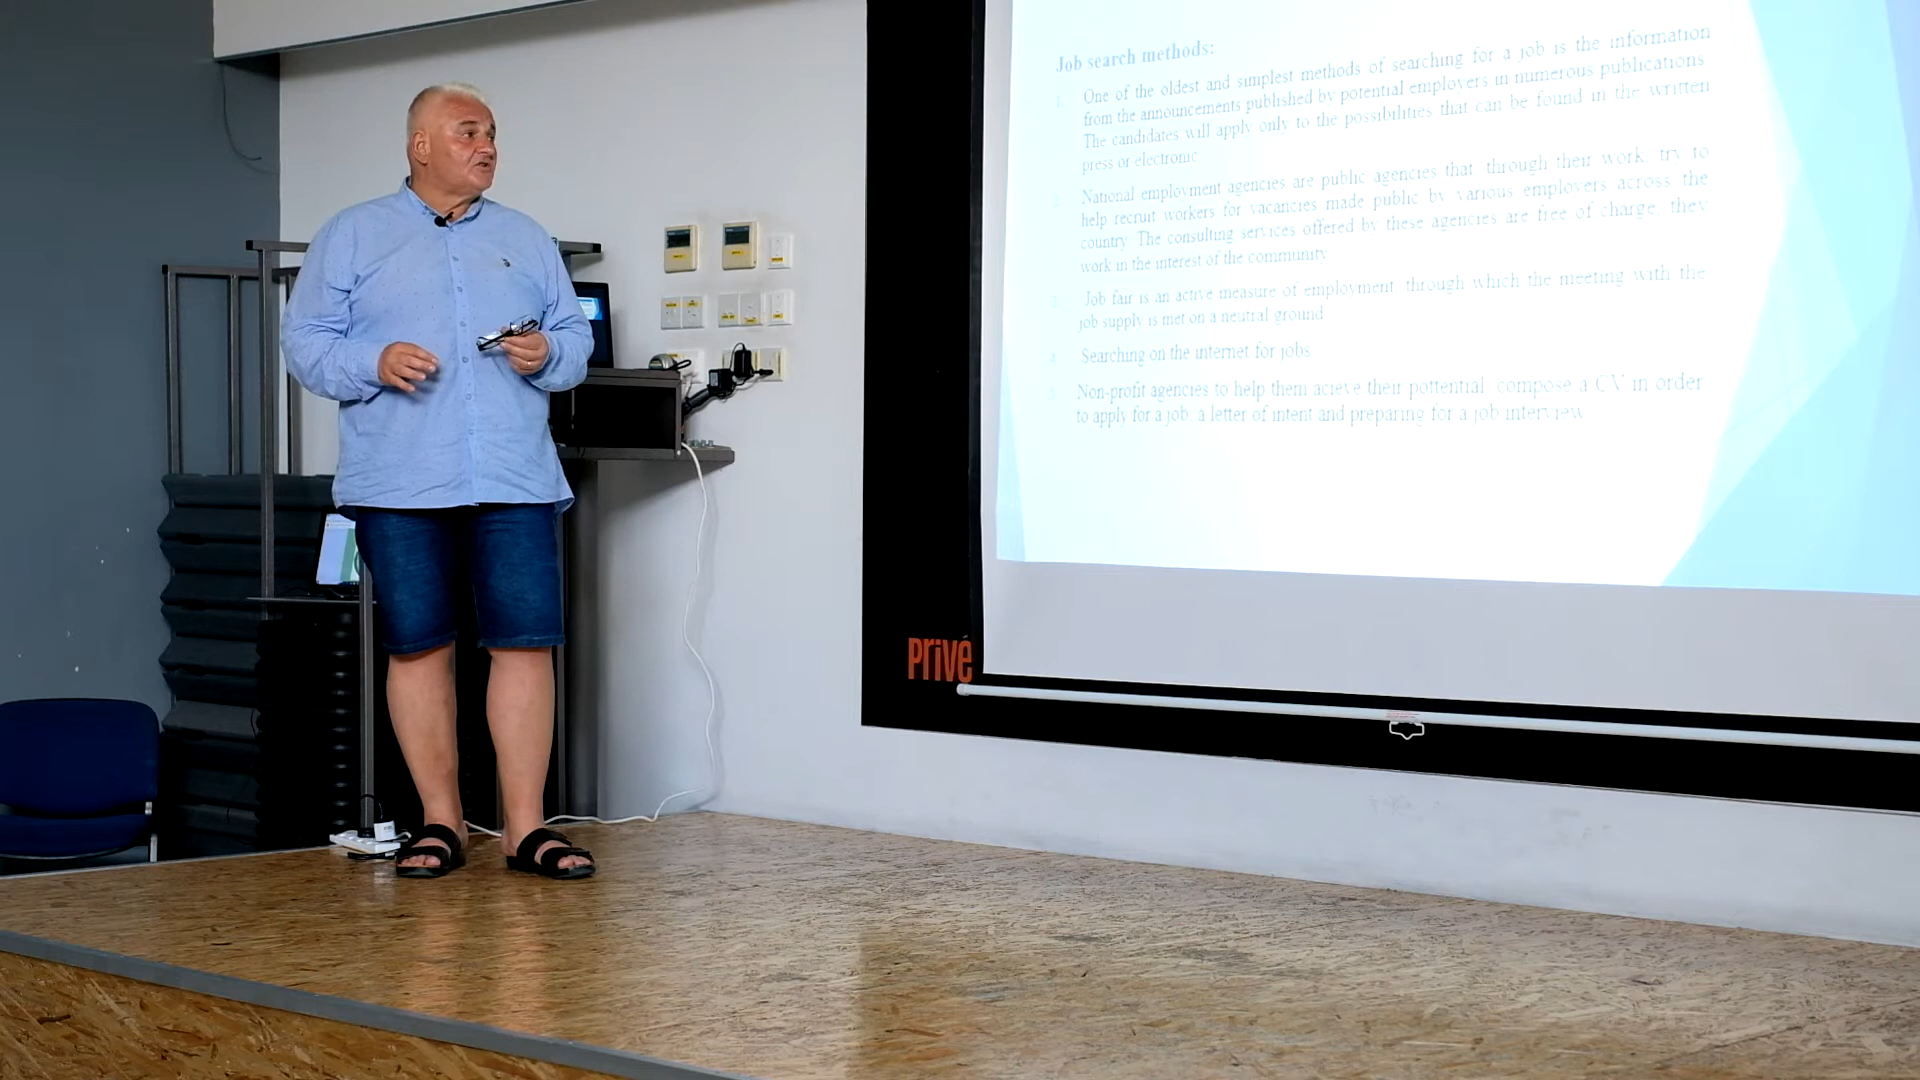 Job search methods:
1. One of the oldest and simplest methods of searching for a job is the information
from the announcements published by potential employers in numerous publications.
The candidates will apply only to the possibilities that can be found in the written
press or electronic.
2. National employment agencies are public agencies that, through their work, try to
help recruit workers for vacancies made public by various employers across the
country. The consulting services offered by these agencies are free of charge, they
work in the interest of the community.
3. Job fair is an active measure of employment, through which the meeting with the
job supply is met on a neutral ground.
4. Searching on the internet for jobs.
5. Non-profit agencies to help them acieve their pottential, compose a CV in order
to apply for a job, a letter of intent and preparing for a job interview.
privé